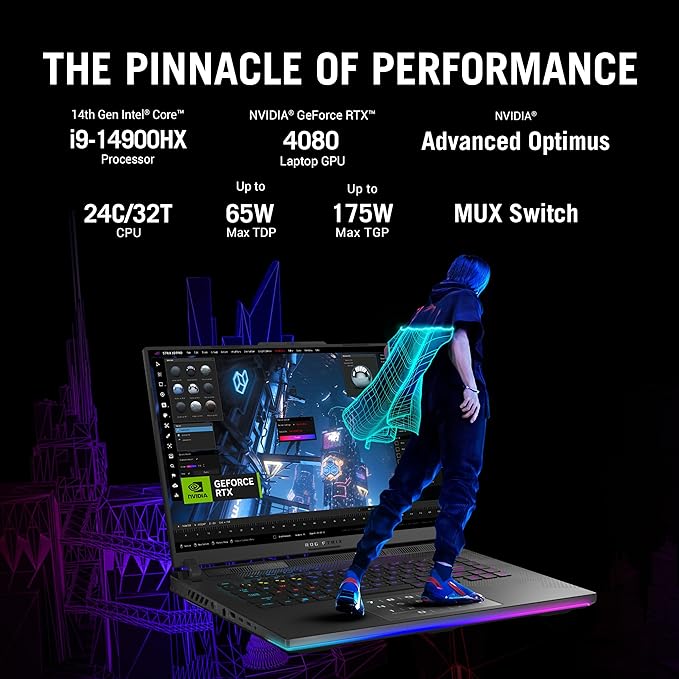 THE PINNACLE OF PERFORMANCE
14th Gen Intel® Core™
i9-14900HX
Processor
NVIDIA® GeForce RTX™
4080
Laptop GPU
NVIDIA®
Advanced Optimus
24C/32T
CPU
Up to
65W
Max TDP
Up to
175W
Max TGP
MUX Switch
NVIDIA
GEFORCE
RTX